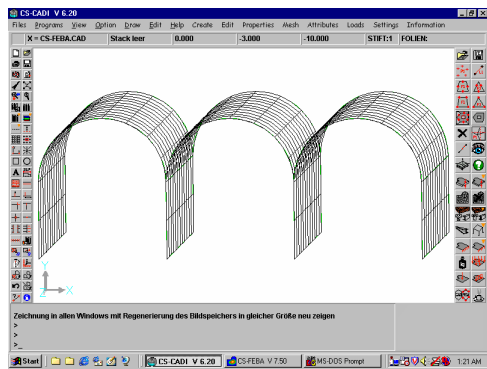 CS-CADI V 6.20
Files Programs View Option Draw Edit Help Create Edit Properties Mesh Attributes Loads Settings Information
X = CS-FEBA.CAD Stack leer 0.000 -3.000 -10.000 STIFT:1 FOLIEN:
Y
Z X
Zeichnung in allen Windows mit Regenerierung des Bildspeichers in gleicher Größe neu zeigen
>
>
>_
Start CS-CADI V 6.20 CS-FEBA V 7.50 MS-DOS Prompt 1:21 AM